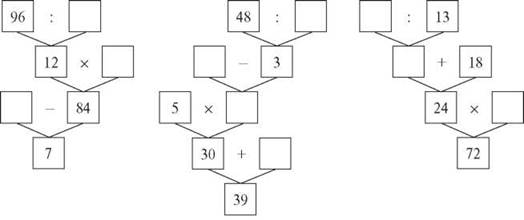 96 : 48 : : 13
12 × – 3 + 18
– 84 5 × 24 ×
7 30 + 72
39